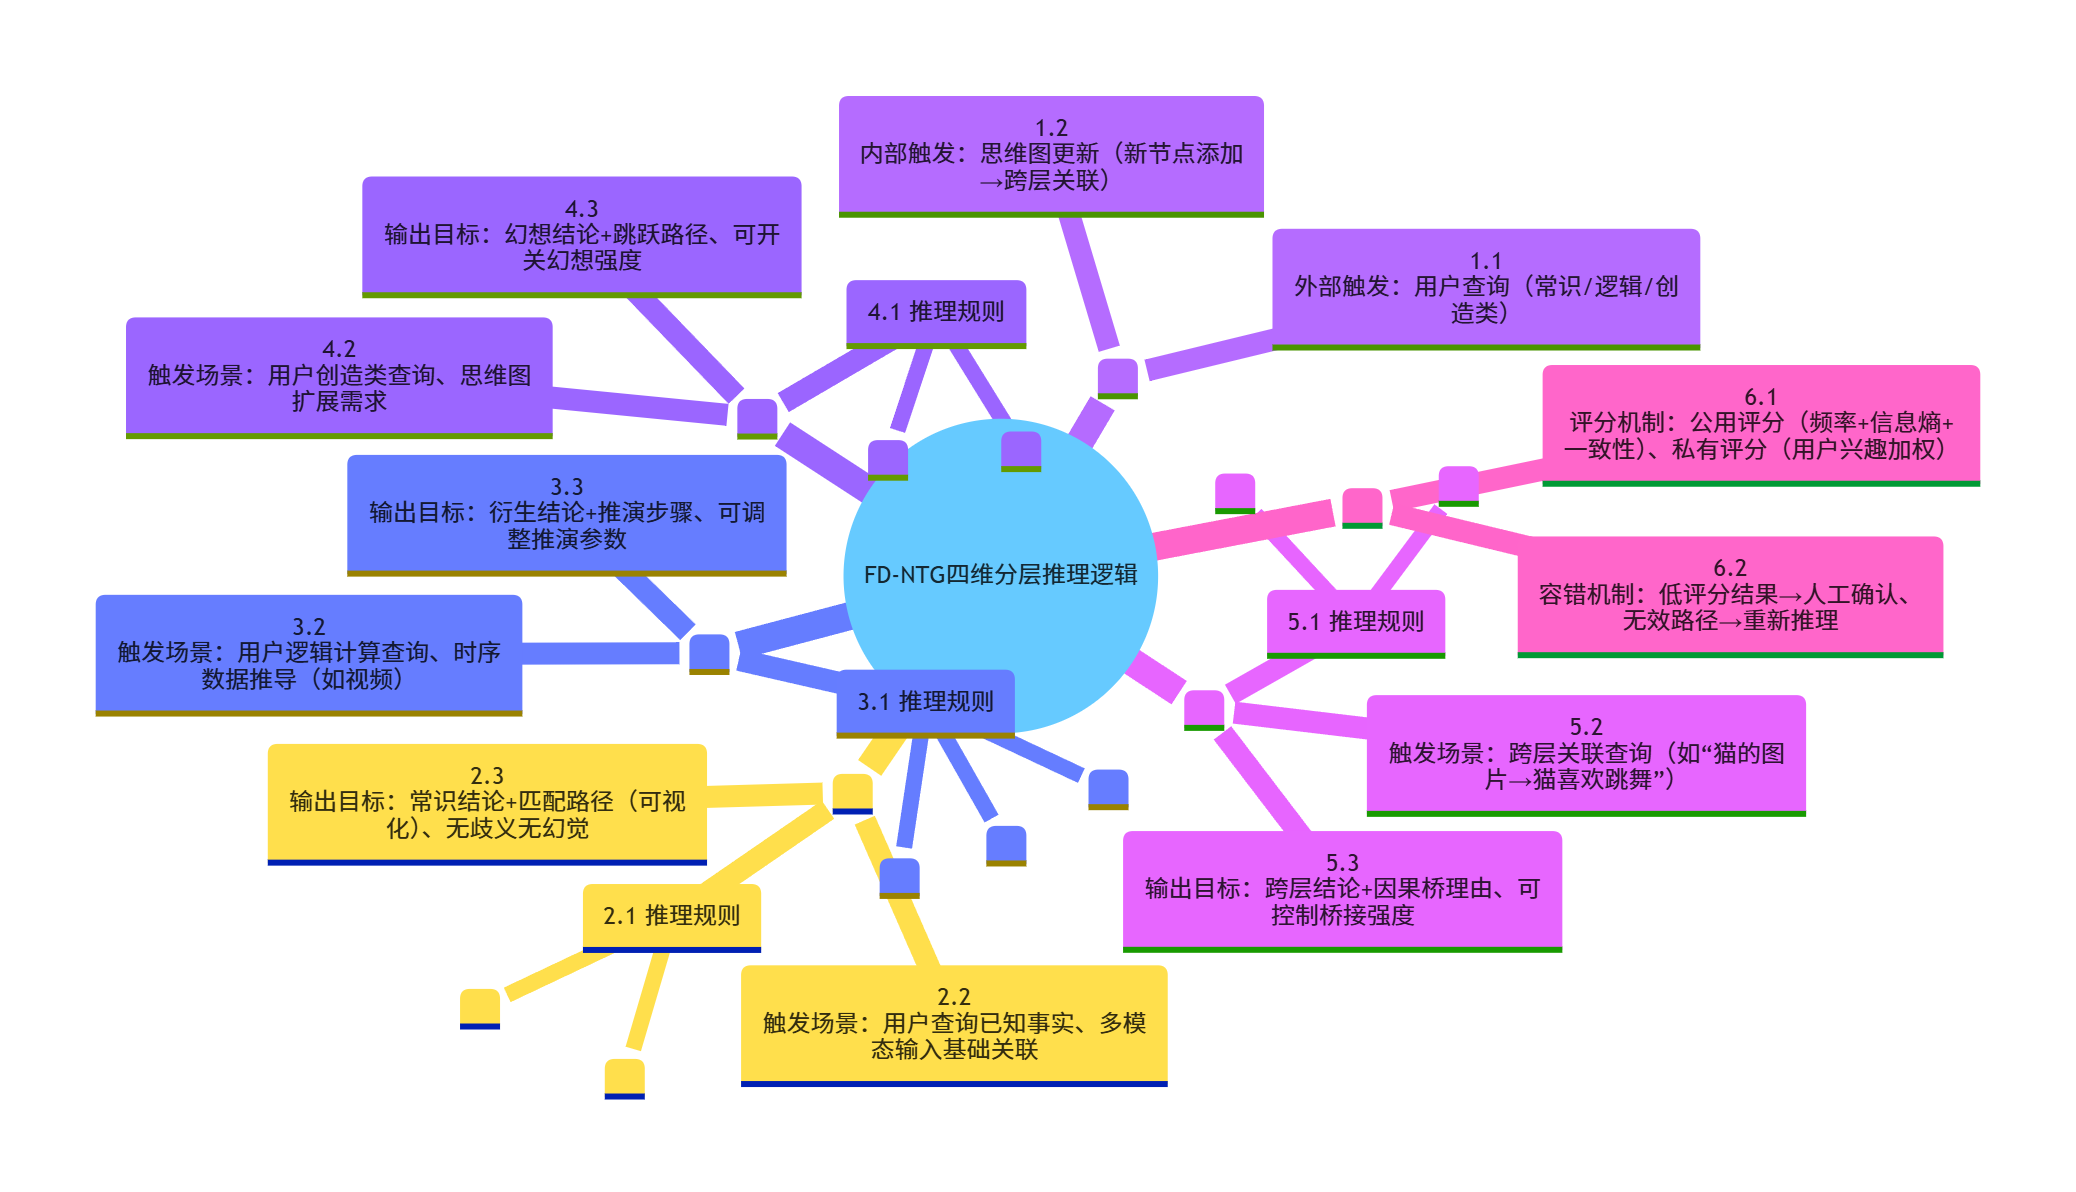 1.2
内部触发：思维图更新（新节点添加
→跨层关联）
4.3
输出目标：幻想结论+跳跃路径、可开
关幻想强度
1.1
外部触发：用户查询（常识/逻辑/创
造类）
4.1 推理规则
4.2
触发场景：用户创造类查询、思维图
扩展需求
6.1
评分机制：公用评分（频率+信息熵+
一致性）、私有评分（用户兴趣加权）
3.3
输出目标：衍生结论+推演步骤、可调
整推演参数
FD-NTG四维分层推理逻辑
6.2
容错机制：低评分结果→人工确认、
无效路径→重新推理
5.1 推理规则
3.2
触发场景：用户逻辑计算查询、时序
数据推导（如视频）
3.1 推理规则
5.2
触发场景：跨层关联查询（如“猫的图
片→猫喜欢跳舞”）
2.3
输出目标：常识结论+匹配路径（可视
化）、无歧义无幻觉
5.3
输出目标：跨层结论+因果桥理由、可
控制桥接强度
2.1 推理规则
2.2
触发场景：用户查询已知事实、多模
态输入基础关联